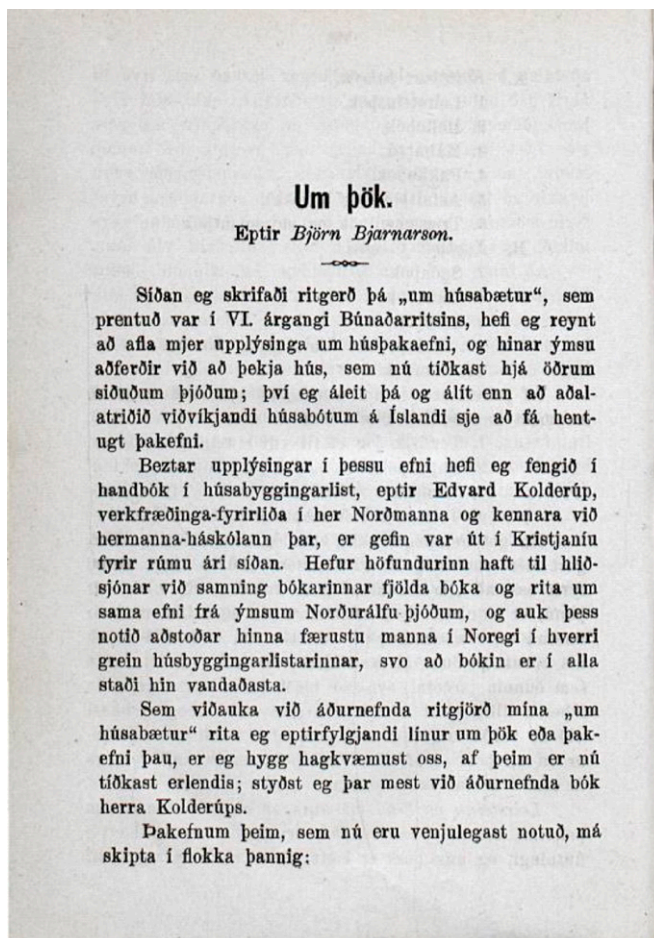 Um þök.
Eptir Björn Bjarnarson.
Síðan eg skrifaði ritgerð þá „um húsabætur“, sem
prentuð var í VI. árgangi Búnaðarritsins, hefi eg reynt
að afla mjer upplýsinga um húsþakaefni, og hinar ýmsu
aðferðir við að þekja hús, sem nú tíðkast hjá öðrum
siðuðum þjóðum; því eg áleit þá og álít enn að aðal-
atriðið viðvíkjandi húsabótum á Íslandi sje að fá hent-
ugt þakefni.
Beztar upplýsingar í þessu efni hefi eg fengið í
handbók í húsabyggingarlist, eptir Edvard Kolderúp,
verkfræðinga-fyrirliða í her Norðmanna og kennara við
hermanna-háskólann þar, er gefin var út í Kristjaníu
fyrir rúmu ári síðan. Hefur höfundurinn haft til hlið-
sjónar við samning bókarinnar fjölda bóka og rita um
sama efni frá ýmsum Norðurálfu-þjóðum, og auk þess
notið aðstoðar hinna færustu manna í Noregi í hverri
grein húsbyggingarlistarinnar, svo að bókin er í alla
staði hin vandaðasta.
Sem viðauka við áðurnefnda ritgjörð mína „um
húsabætur“ rita eg eptirfylgjandi línur um þök eða þak-
efni þau, er eg hygg hagkvæmust oss, af þeim er nú
tíðkast erlendis; styðst eg þar mest við áðurnefnda bók
herra Kolderúps.
Þakefnum þeim, sem nú eru venjulegast notuð, má
skipta í flokka þannig: